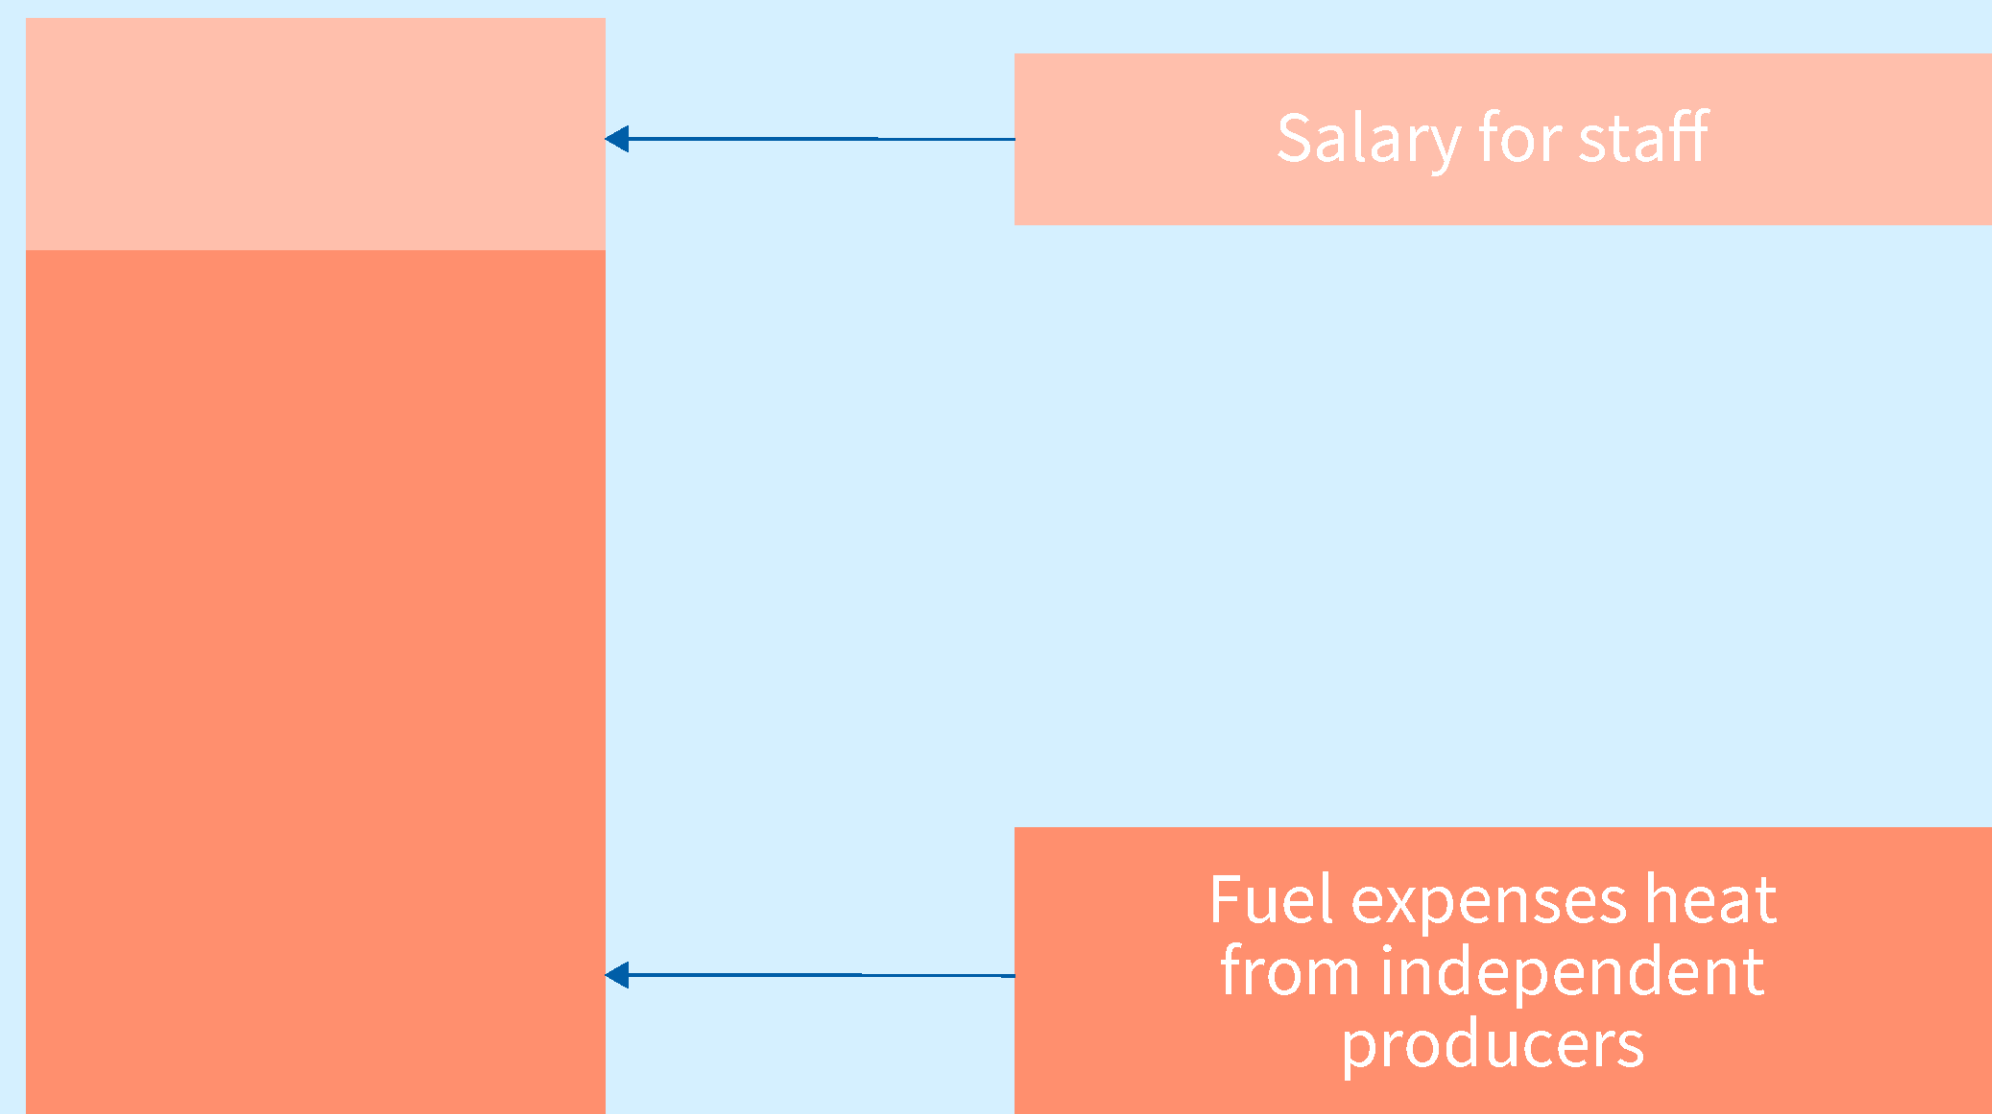 Salary for staff
Fuel expenses heat
from independent
producers